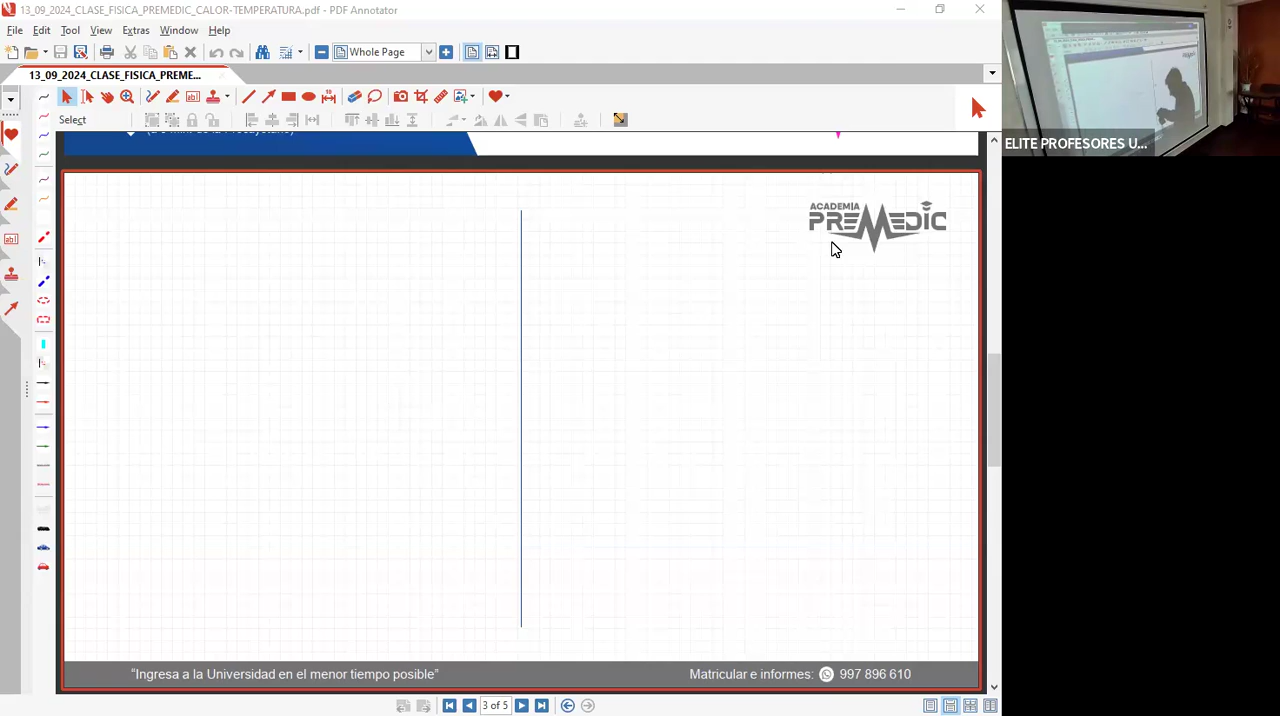 13_09_2024_CLASE_FISICA_PREMEDIC_CALOR-TEMPERATURA.pdf - PDF Annotator
File Edit Tool View Extras Window Help
Whole Page
13_09_2024_CLASE_FISICA_PREME...
Select
ACADEMIA
PREMEDIC
ELITE PROFESORES U...
"Ingresa a la Universidad en el menor tiempo posible"
Matricular e informes: 997 896 610
3 of 5